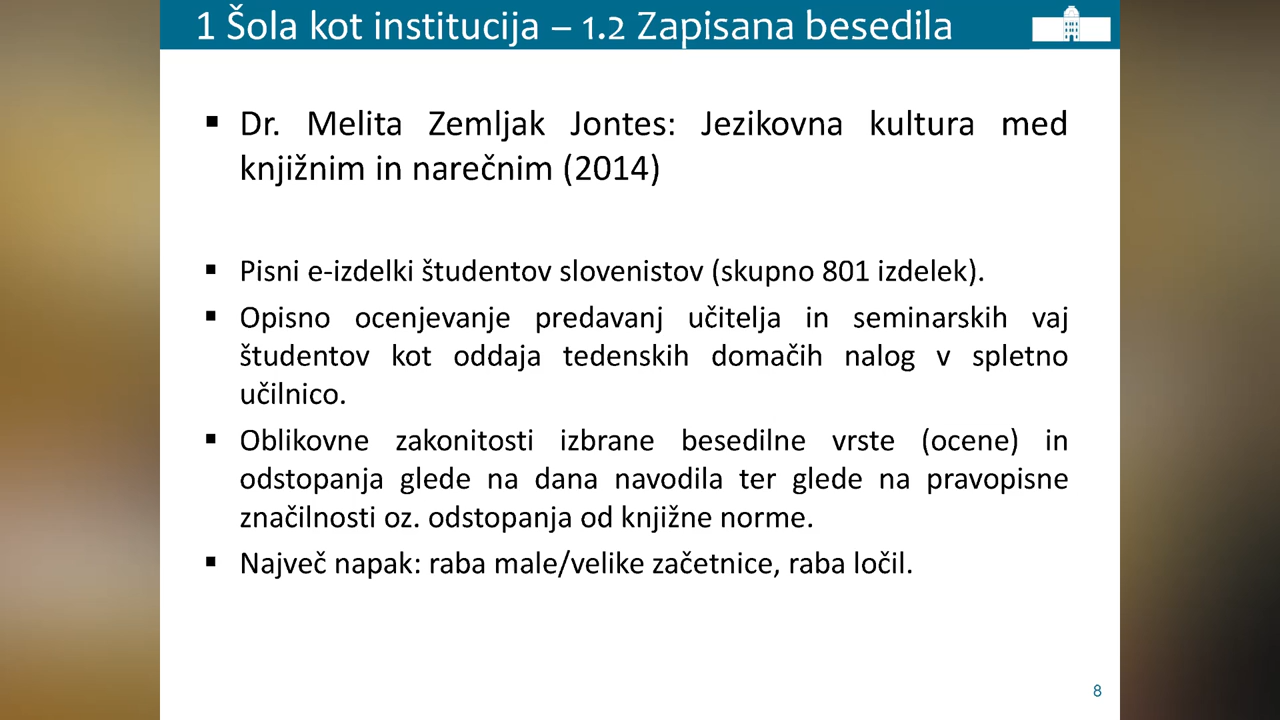 1 Šola kot institucija – 1.2 Zapisana besedila
▪ Dr. Melita Zemljak Jontes: Jezikovna kultura med
knjižnim in narečnim (2014)
▪ Pisni e-izdelki študentov slovenistov (skupno 801 izdelek).
▪ Opisno ocenjevanje predavanj učitelja in seminarskih vaj
študentov kot oddaja tedenskih domačih nalog v spletno
učilnico.
▪ Oblikovne zakonitosti izbrane besedilne vrste (ocene) in
odstopanja glede na dana navodila ter glede na pravopisne
značilnosti oz. odstopanja od knjižne norme.
▪ Največ napak: raba male/velike začetnice, raba ločil.
8